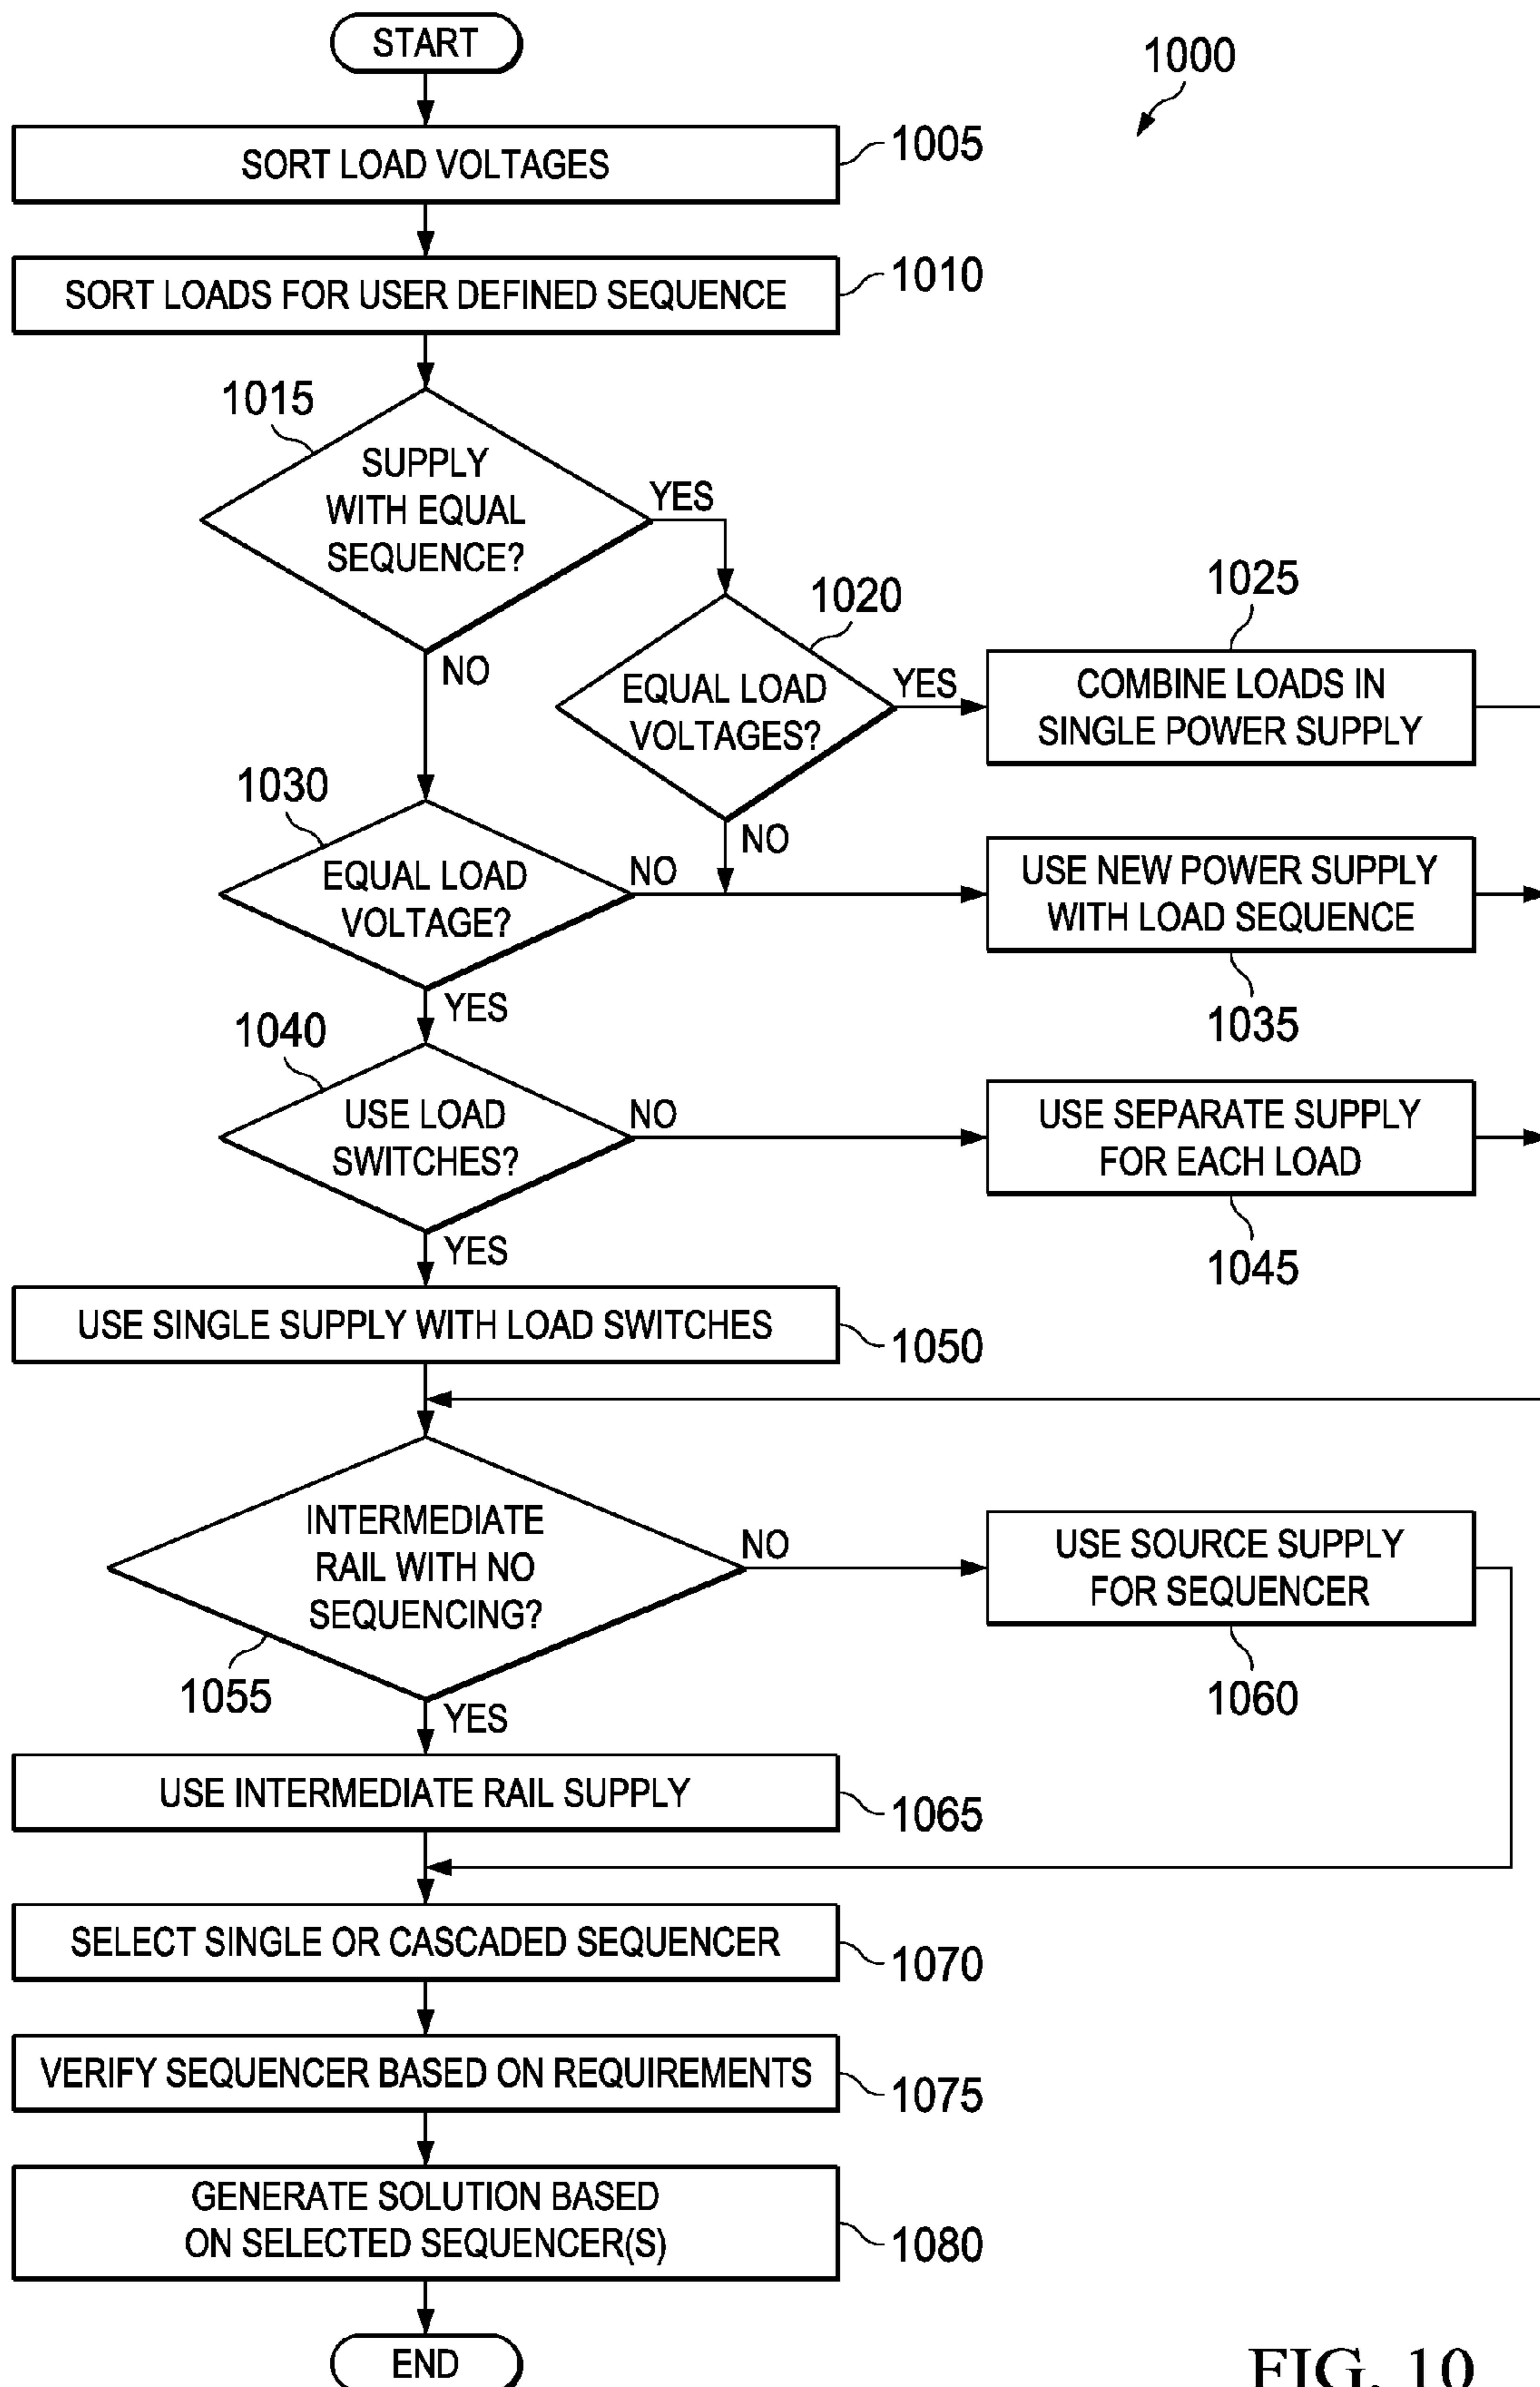 START
1000
SORT LOAD VOLTAGES
1005
SORT LOADS FOR USER DEFINED SEQUENCE
1010
1015
SUPPLY
WITH EQUAL
SEQUENCE?
YES
NO
1020
EQUAL LOAD
VOLTAGES?
YES
NO
1025
COMBINE LOADS IN
SINGLE POWER SUPPLY
1030
EQUAL LOAD
VOLTAGE?
NO
YES
USE NEW POWER SUPPLY
WITH LOAD SEQUENCE
1035
1040
USE LOAD
SWITCHES?
NO
YES
USE SEPARATE SUPPLY
FOR EACH LOAD
1045
USE SINGLE SUPPLY WITH LOAD SWITCHES
1050
INTERMEDIATE
RAIL WITH NO
SEQUENCING?
1055
NO
YES
USE SOURCE SUPPLY
FOR SEQUENCER
1060
USE INTERMEDIATE RAIL SUPPLY
1065
SELECT SINGLE OR CASCADED SEQUENCER
1070
VERIFY SEQUENCER BASED ON REQUIREMENTS
1075
GENERATE SOLUTION BASED
ON SELECTED SEQUENCER(S)
1080
END
FIG. 10